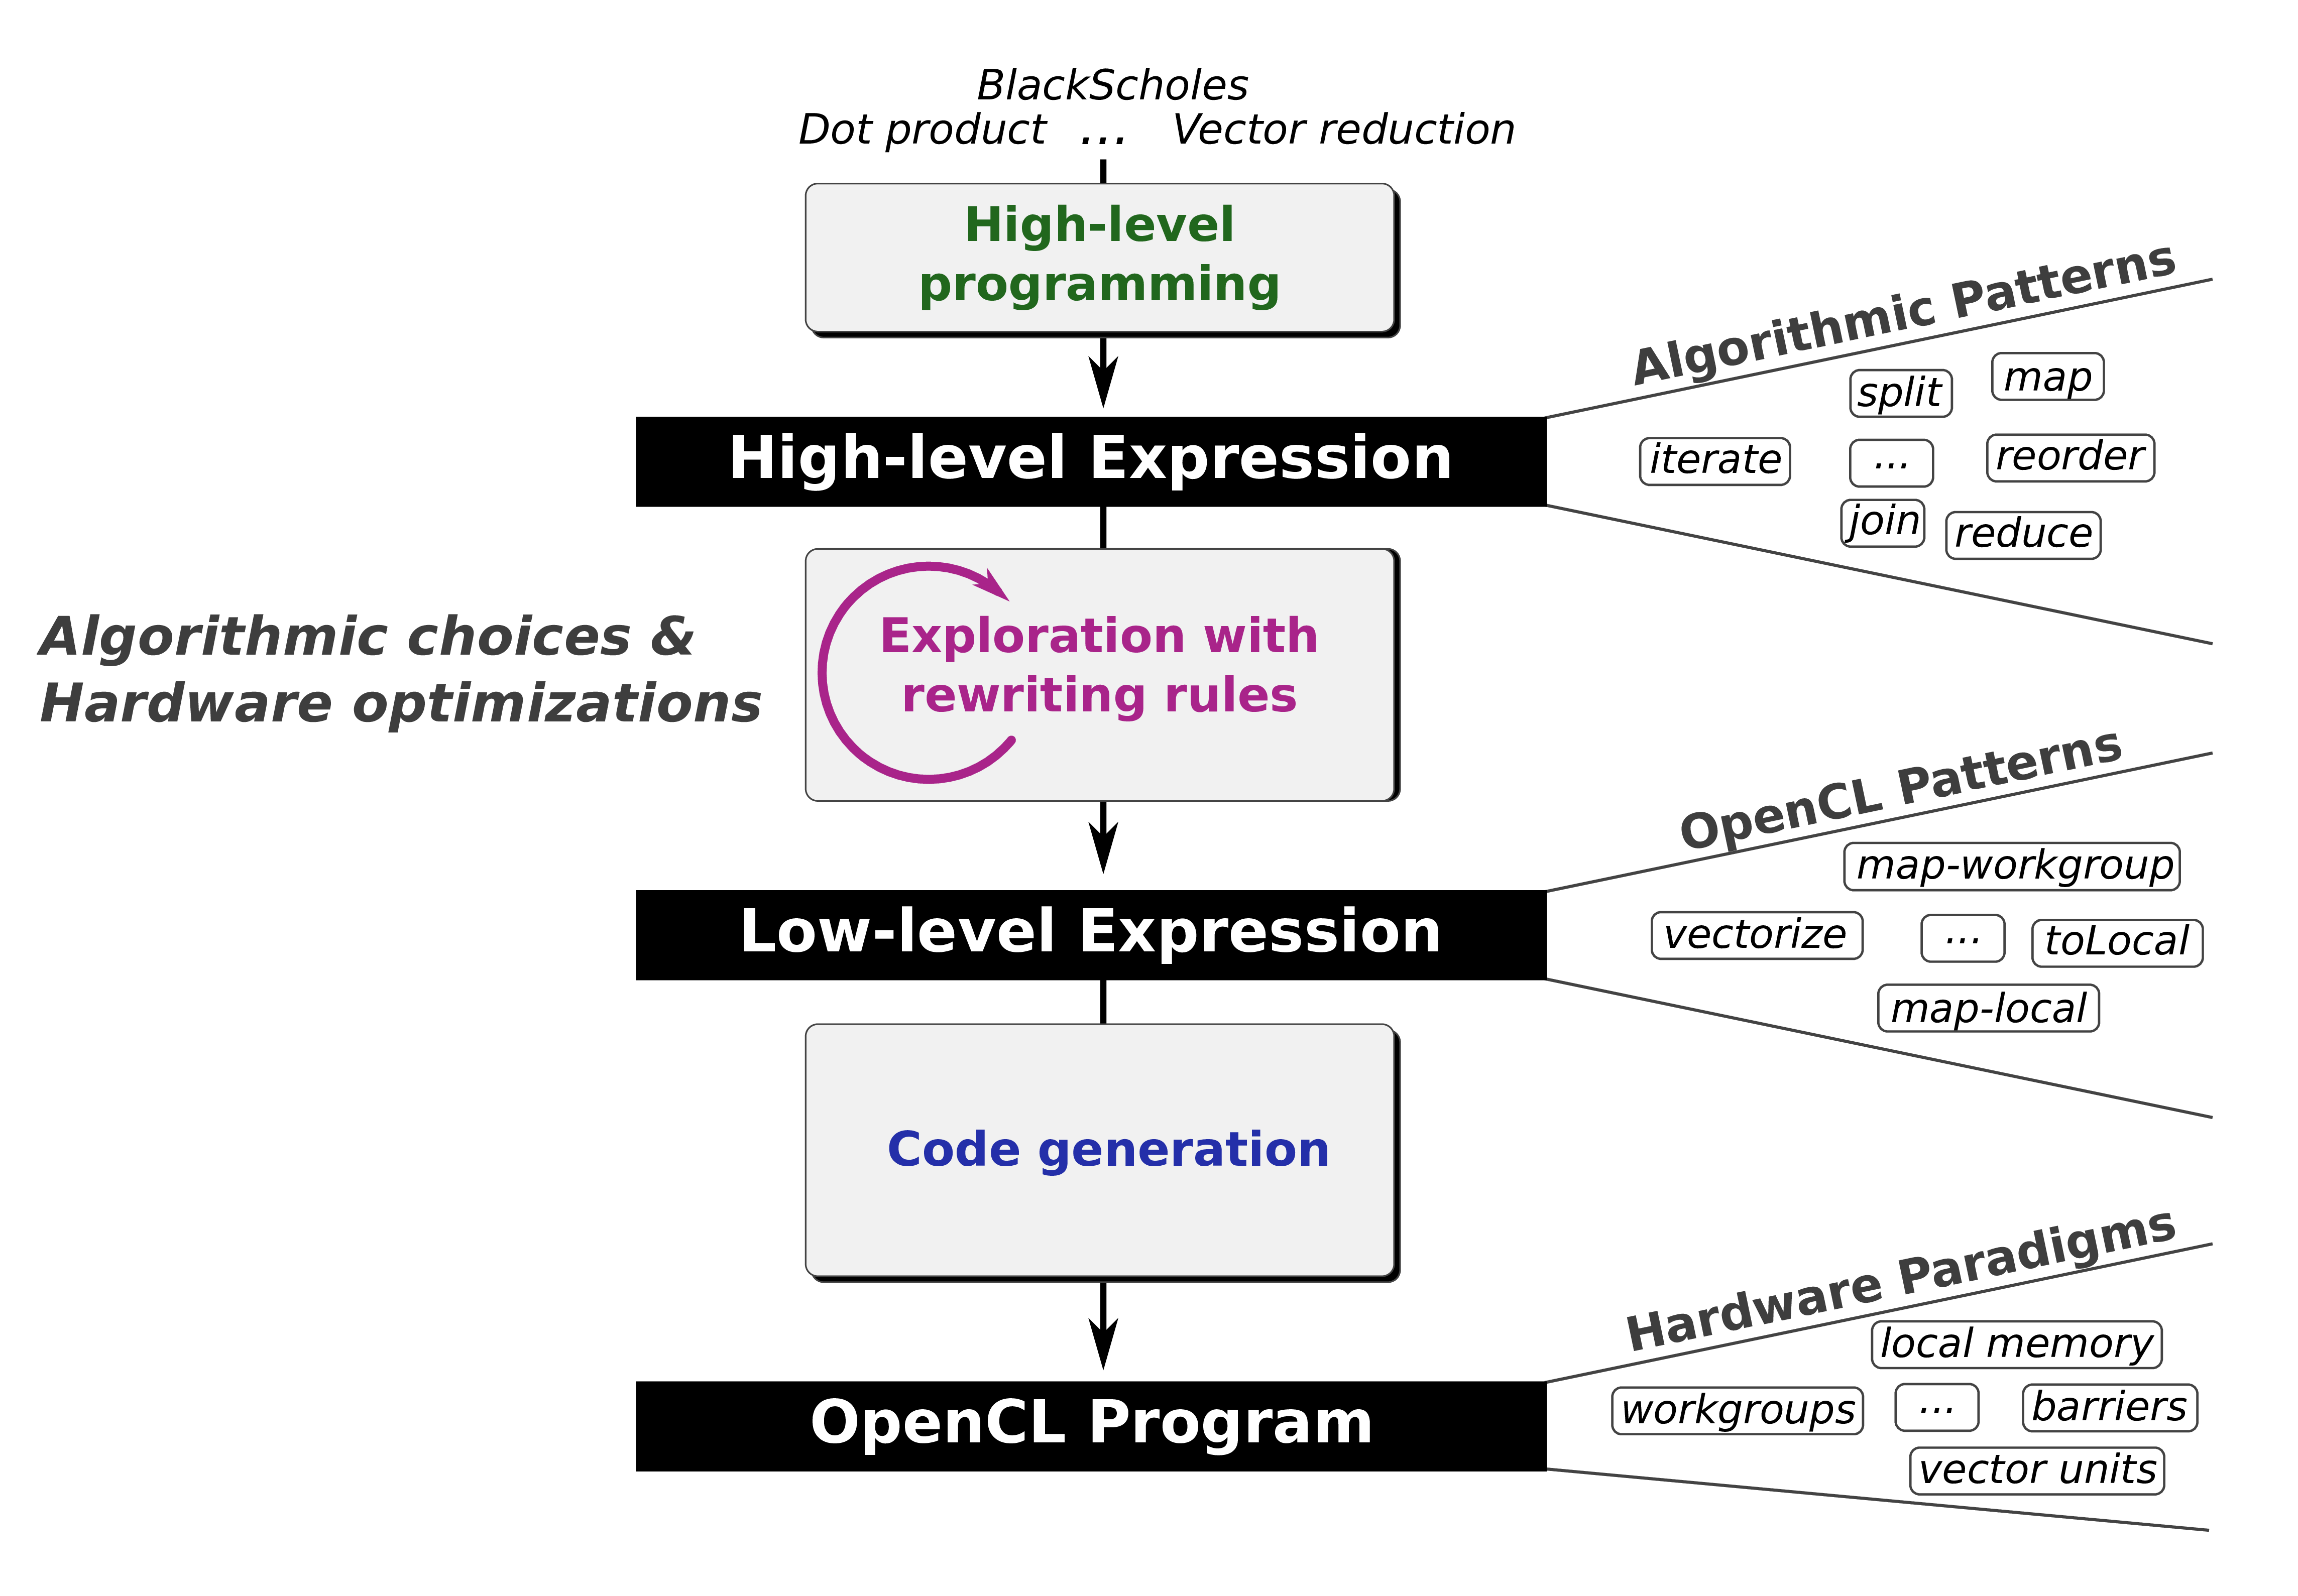 BlackScholes
Dot product ... Vector reduction
High-level
programming
Algorithmic Patterns
High-level Expression
split
map
iterate
...
reorder
join
reduce
Algorithmic choices &
Hardware optimizations
Exploration with
rewriting rules
OpenCL Patterns
Low-level Expression
map-workgroup
vectorize
...
toLocal
map-local
Code generation
Hardware Paradigms
OpenCL Program
local memory
workgroups
...
barriers
vector units